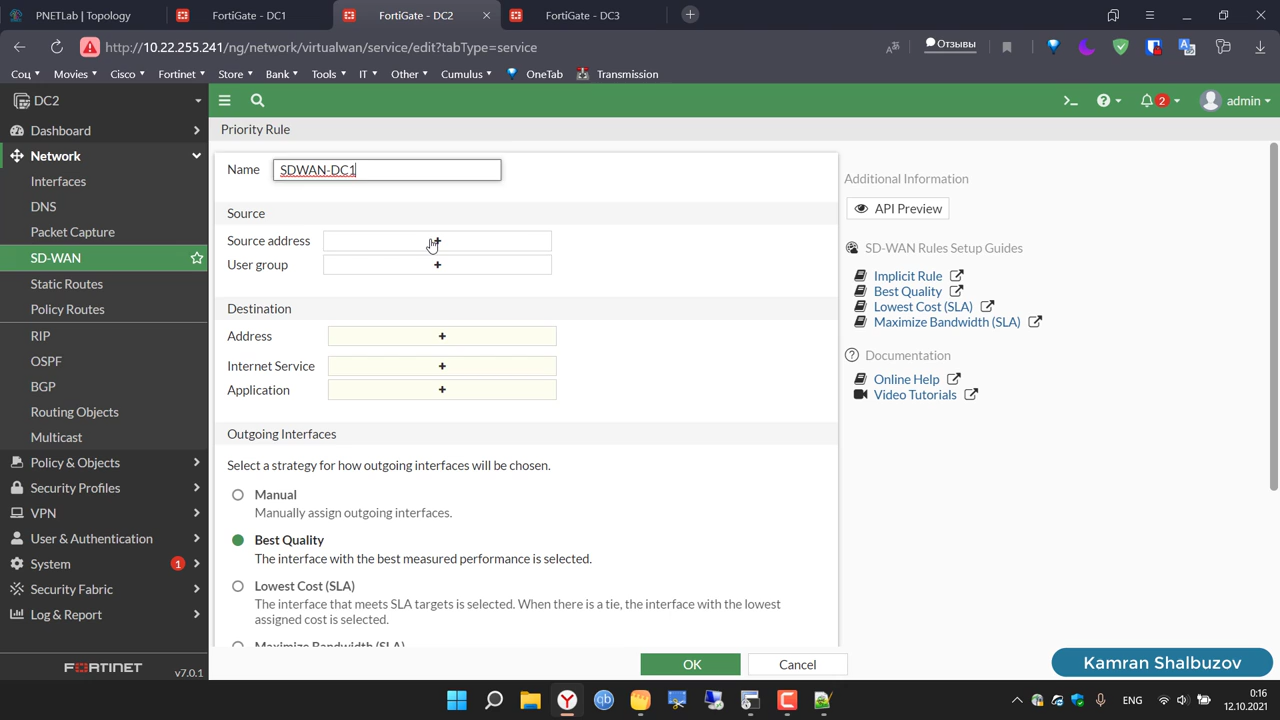 PNETLab | Topology
FortiGate - DC1
FortiGate - DC2
FortiGate - DC3
http://10.22.255.241/ng/network/virtualwan/service/edit?tabType=service
Отзывы
Соц
Movies
Cisco
Fortinet
Store
Bank
Tools
IT
Other
Cumulus
OneTab
Transmission
DC2
2
admin
Dashboard
Network
Interfaces
DNS
Packet Capture
SD-WAN
Static Routes
Policy Routes
RIP
OSPF
BGP
Routing Objects
Multicast
Policy & Objects
Security Profiles
VPN
User & Authentication
System
1
Security Fabric
Log & Report
FORTINET
v7.0.1
Priority Rule
Name
SDWAN-DC1
Source
Source address
User group
Destination
Address
Internet Service
Application
Outgoing Interfaces
Select a strategy for how outgoing interfaces will be chosen.
Manual
Manually assign outgoing interfaces.
Best Quality
The interface with the best measured performance is selected.
Lowest Cost (SLA)
The interface that meets SLA targets is selected. When there is a tie, the interface with the lowest
assigned cost is selected.
Maximize Bandwidth (SLA)
OK
Cancel
Additional Information
API Preview
SD-WAN Rules Setup Guides
Implicit Rule
Best Quality
Lowest Cost (SLA)
Maximize Bandwidth (SLA)
Documentation
Online Help
Video Tutorials
Kamran Shalbuzov
ENG
0:16
12.10.2021